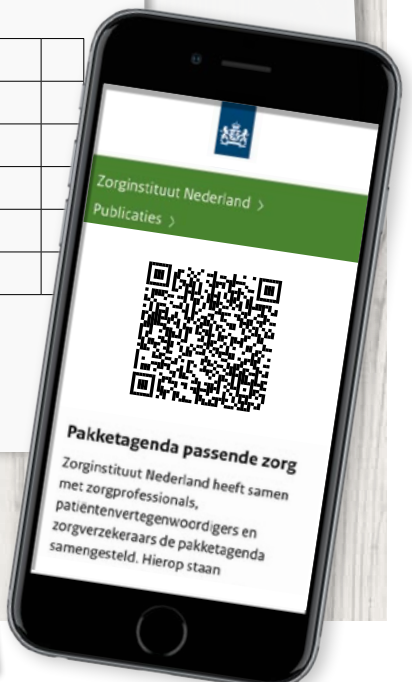 Zorginstituut Nederland >
Publicaties >
Pakketagenda passende zorg
Zorginstituut Nederland heeft samen
met zorgprofessionals,
patiëntenvertegenwoordigers en
zorgverzekeraars de pakketagenda
samengesteld. Hierop staan